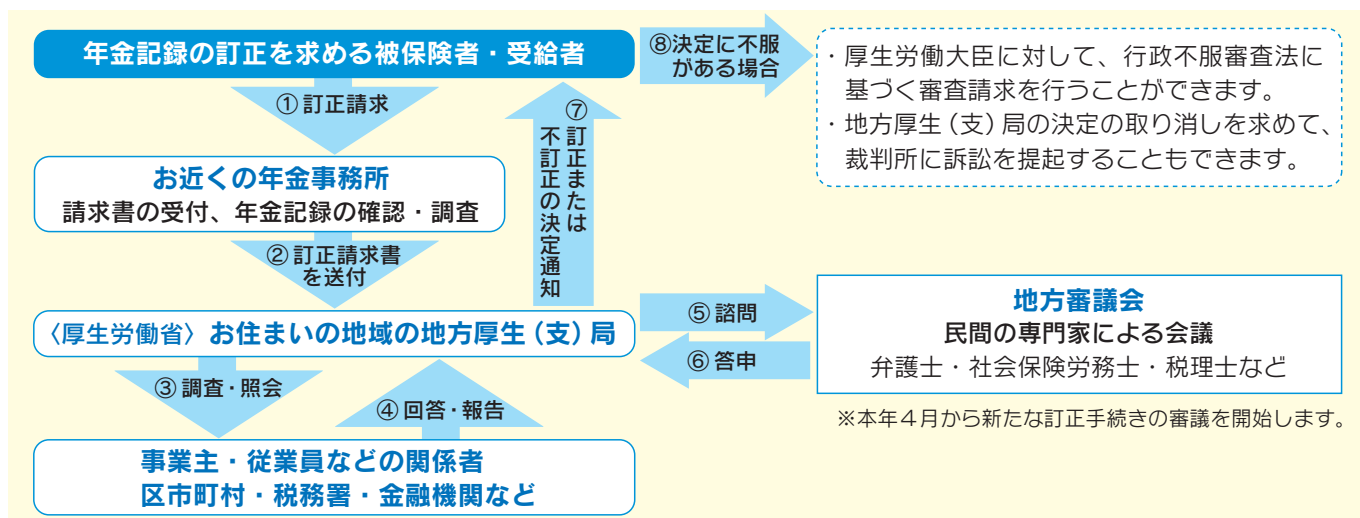 年金記録の訂正を求める被保険者・受給者
①訂正請求
お近くの年金事務所
請求書の受付、年金記録の確認・調査
②訂正請求書
を送付
〈厚生労働省〉お住まいの地域の地方厚生（支）局
③調査・照会
④回答・報告
事業主・従業員などの関係者
区市町村・税務署・金融機関など
⑤諮問
⑥答申
地方審議会
民間の専門家による会議
弁護士・社会保険労務士・税理士など
※本年４月から新たな訂正手続きの審議を開始します。
⑦訂正または
不訂正の決定通知
⑧決定に不服
がある場合
・厚生労働大臣に対して、行政不服審査法に
基づく審査請求を行うことができます。
・地方厚生（支）局の決定の取り消しを求めて、
裁判所に訴訟を提起することもできます。